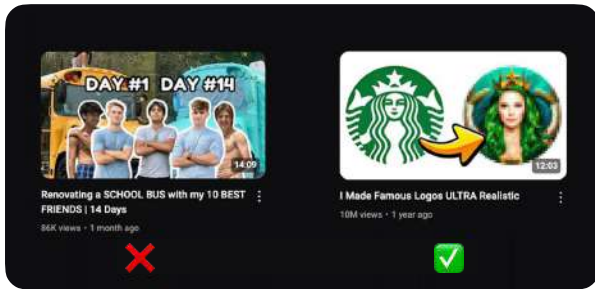 DAY #1 DAY #14
14:09
12:03
Renovating a SCHOOL BUS with my 10 BEST
FRIENDS | 14 Days
86K views • 1 month ago
I Made Famous Logos ULTRA Realistic
10M views • 1 year ago